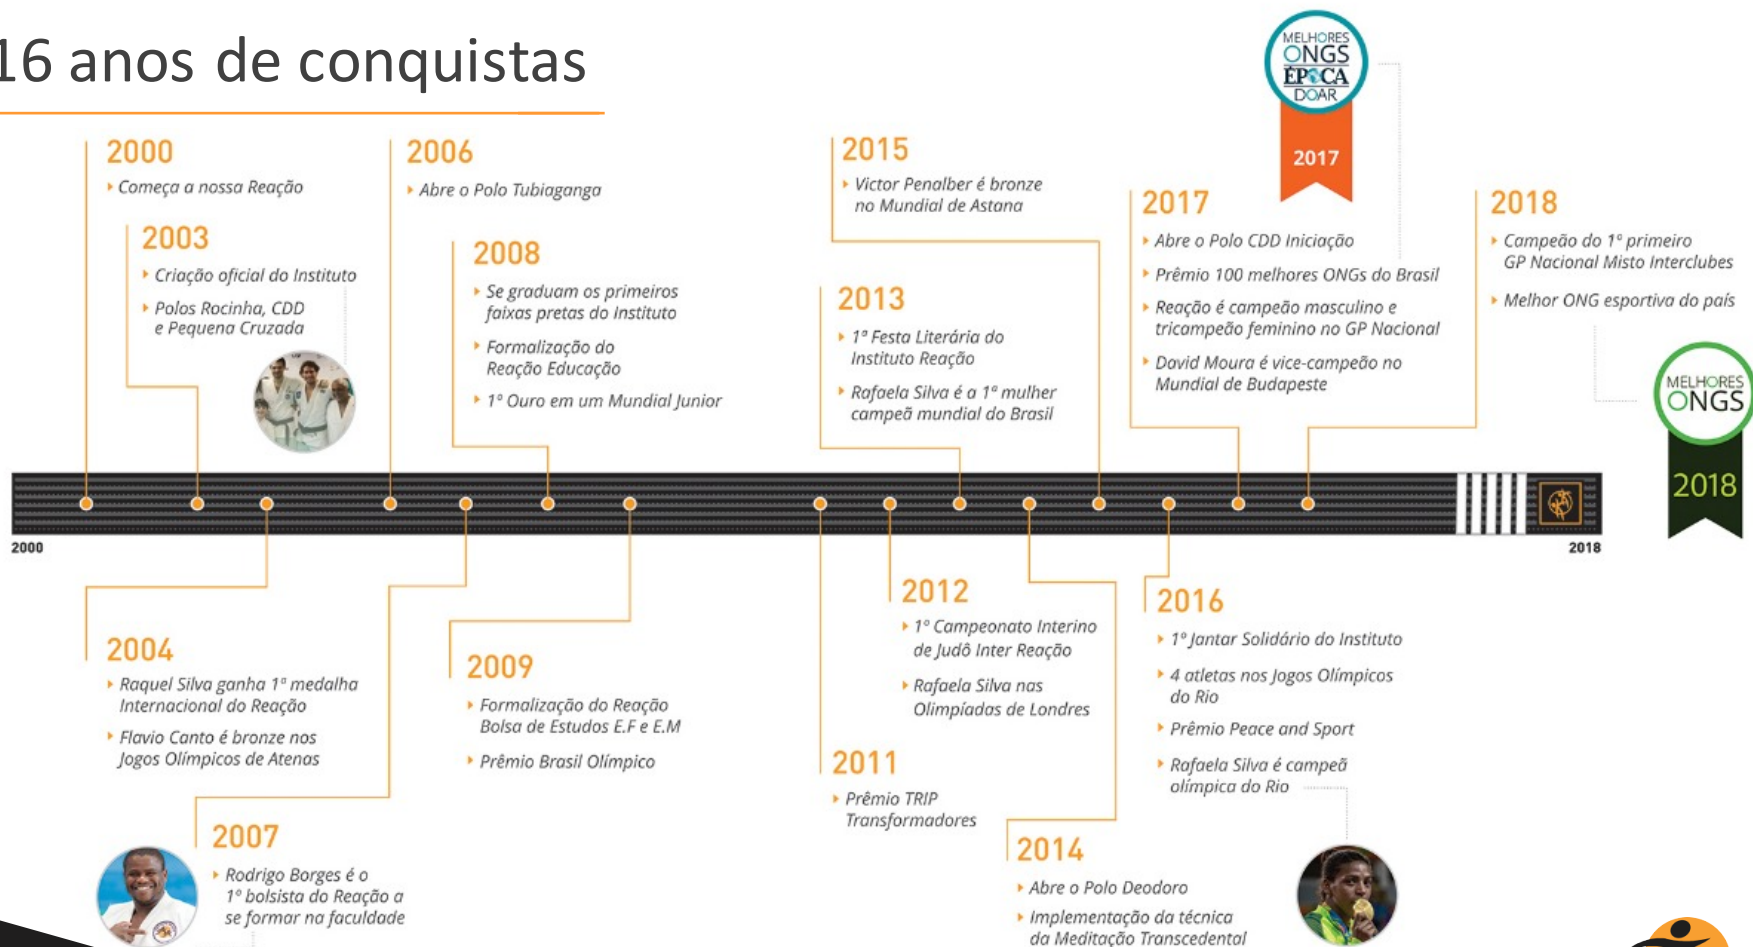 16 anos de conquistas
MELHORES
ONGS
ÉPOCA
DOAR
2017
2000
Começa a nossa Reação
2003
Criação oficial do Instituto
Polos Rocinha, CDD
e Pequena Cruzada
2006
Abre o Polo Tubiaganga
2008
Se graduam os primeiros
faixas pretas do Instituto
Formalização do
Reação Educação
1º Ouro em um Mundial Junior
2015
Victor Penalber é bronze
no Mundial de Astana
2013
1ª Festa Literária do
Instituto Reação
Rafaela Silva é a 1ª mulher
campeã mundial do Brasil
2017
Abre o Polo CDD Iniciação
Prêmio 100 melhores ONGs do Brasil
Reação é campeão masculino e
tricampeão feminino no GP Nacional
David Moura é vice-campeão no
Mundial de Budapeste
2018
Campeão do 1º primeiro
GP Nacional Misto Interclubes
Melhor ONG esportiva do país
MELHORES
ONGS
2018
2000
2018
2004
Raquel Silva ganha 1ª medalha
Internacional do Reação
Flavio Canto é bronze nos
Jogos Olímpicos de Atenas
2007
Rodrigo Borges é o
1º bolsista do Reação a
se formar na faculdade
2009
Formalização do Reação
Bolsa de Estudos E.F e E.M
Prêmio Brasil Olímpico
2011
Prêmio TRIP
Transformadores
2012
1º Campeonato Interino
de Judô Inter Reação
Rafaela Silva nas
Olimpíadas de Londres
2014
Abre o Polo Deodoro
Implementação da técnica
da Meditação Transcedental
2016
1º Jantar Solidário do Instituto
4 atletas nos Jogos Olímpicos
do Rio
Prêmio Peace and Sport
Rafaela Silva é campeã
olímpica do Rio